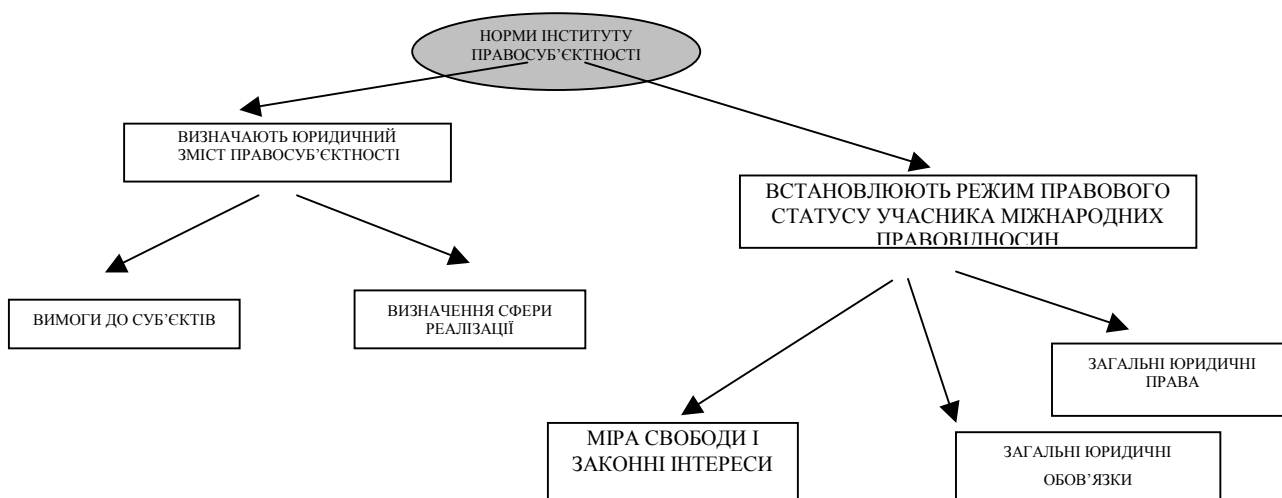 НОРМИ ІНСТИТУТУ
ПРАВОСУБ’ЄКТНОСТІ
ВИЗНАЧАЮТЬ ЮРИДИЧНИЙ
ЗМІСТ ПРАВОСУБ’ЄКТНОСТІ
ВСТАНОВЛЮЮТЬ РЕЖИМ ПРАВОВОГО
СТАТУСУ УЧАСНИКА МІЖНАРОДНИХ
ПРАВОВІДНОСИН
ВИМОГИ ДО СУБ’ЄКТІВ
ВИЗНАЧЕННЯ СФЕРИ
РЕАЛІЗАЦІЇ
ЗАГАЛЬНІ ЮРИДИЧНІ
ПРАВА
МІРА СВОБОДИ І
ЗАКОННІ ІНТЕРЕСИ
ЗАГАЛЬНІ ЮРИДИЧНІ
ОБОВ’ЯЗКИ